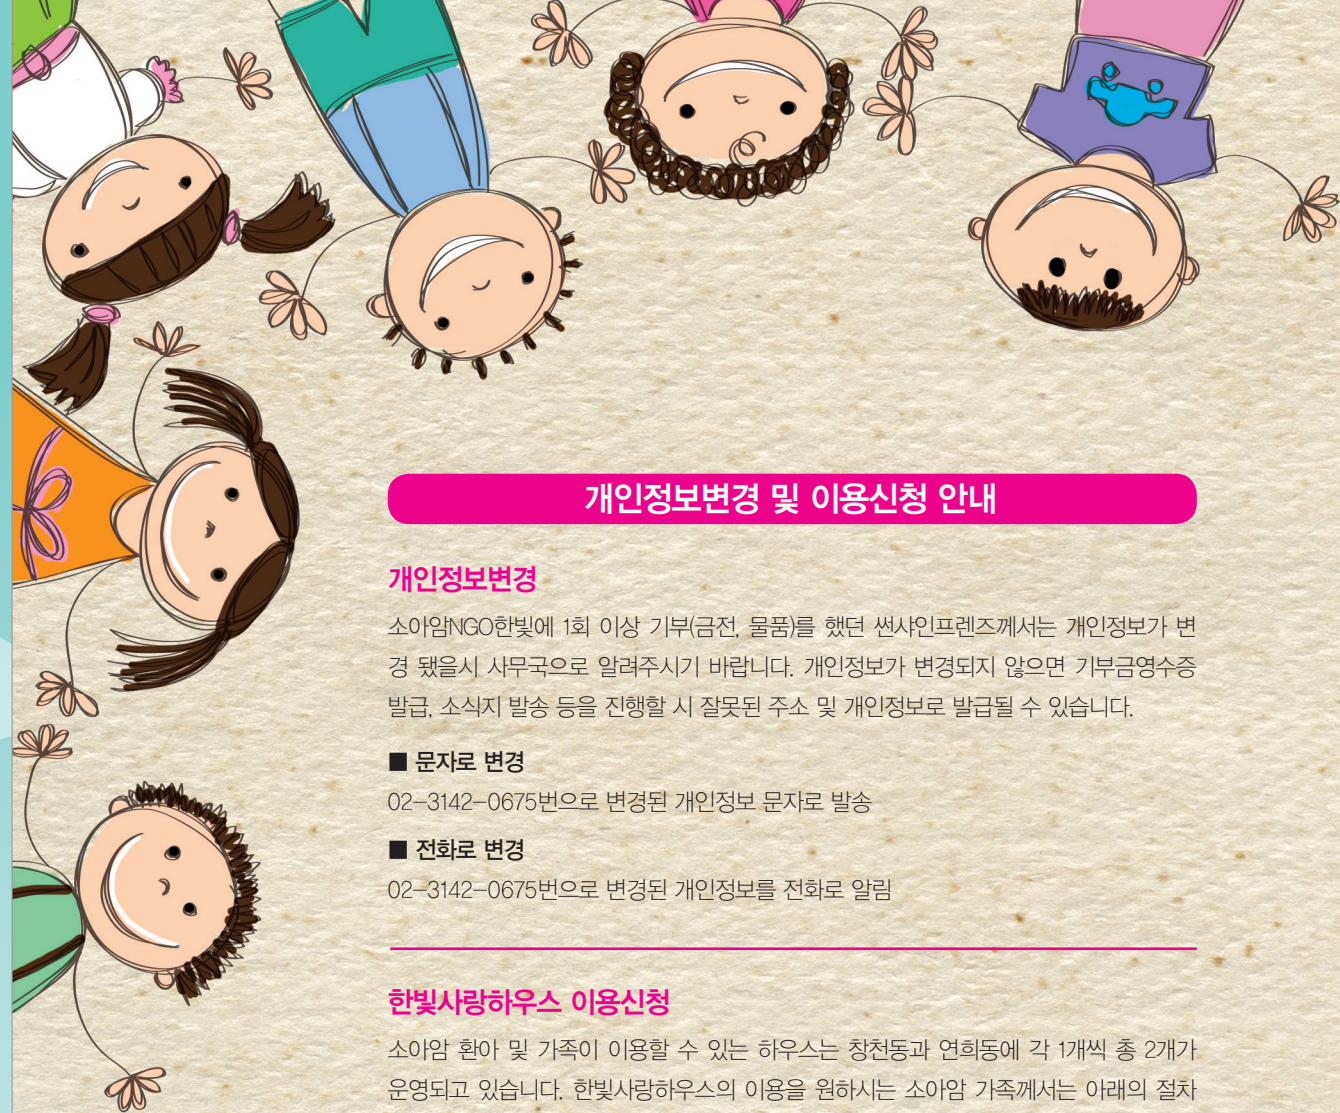 개인정보변경 및 이용신청 안내
개인정보변경
소아암NGO한빛에 1회 이상 기부(금전, 물품)를 했던 썬샤인프렌즈께서는 개인정보가 변
경 됐을시 사무국으로 알려주시기 바랍니다. 개인정보가 변경되지 않으면 기부금영수증
발급, 소식지 발송 등을 진행할 시 잘못된 주소 및 개인정보로 발급될 수 있습니다.
■ 문자로 변경
02-3142-0675번으로 변경된 개인정보 문자로 발송
■ 전화로 변경
02-3142-0675번으로 변경된 개인정보를 전화로 알림
한빛사랑하우스 이용신청
소아암 환아 및 가족이 이용할 수 있는 하우스는 창천동과 연희동에 각 1개씩 총 2개가
운영되고 있습니다. 한빛사랑하우스의 이용을 원하시는 소아암 가족께서는 아래의 절차